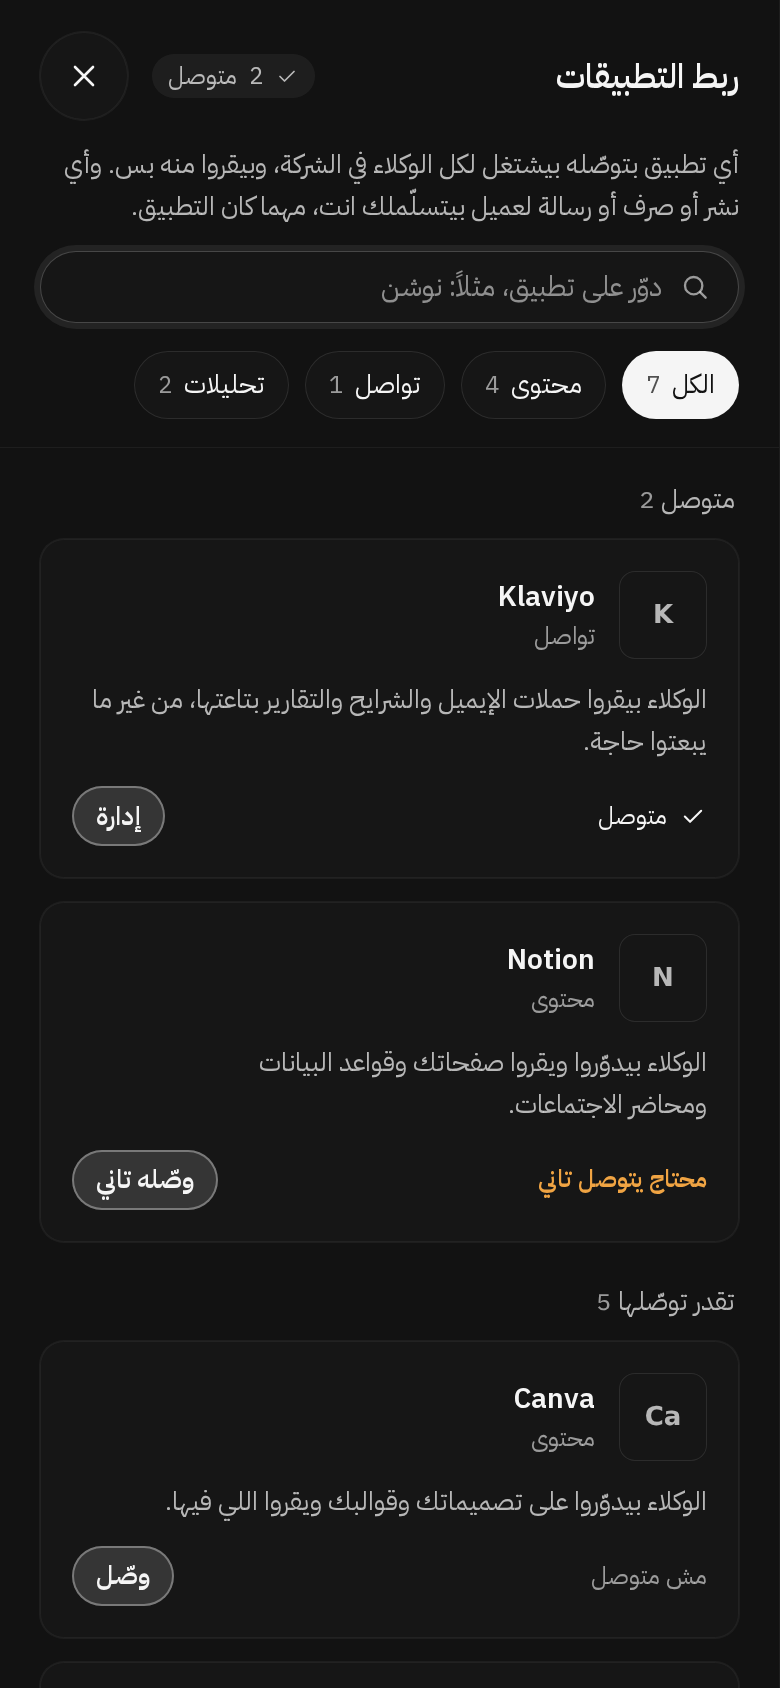 ربط التطبيقات
2 متوصل
أي تطبيق بتوصّله بيشتغل لكل الوكلاء في الشركة، وبيقروا منه بس. وأي
نشر أو صرف أو رسالة لعميل بيتسلّملك انت، مهما كان التطبيق.
دوّر على تطبيق، مثلاً: نوشن
الكل 7
محتوى 4
تواصل 1
تحليلات 2
متوصل 2
K
Klaviyo
تواصل
الوكلاء بيقروا حملات الإيميل والشرايح والتقارير بتاعتها، من غير ما
يبعتوا حاجة.
متوصل
إدارة
N
Notion
محتوى
الوكلاء بيدوّروا ويقروا صفحاتك وقواعد البيانات
ومحاضر الاجتماعات.
محتاج يتوصل تاني
وصّله تاني
تقدر توصّلها 5
Ca
Canva
محتوى
الوكلاء بيدوّروا على تصميماتك وقوالبك ويقروا اللي فيها.
مش متوصل
وصّل